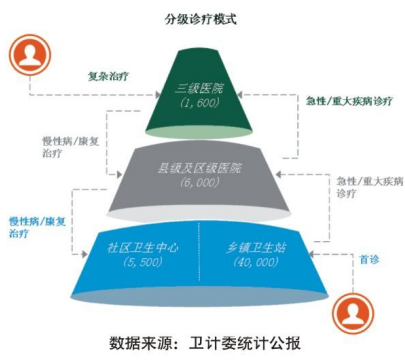 分级诊疗模式
复杂治疗
三级医院
(1,600)
急性/重大疾病诊疗
慢性病/康复
治疗
县级及区级医院
(6,000)
急性/重大疾病
诊疗
慢性病/康复
治疗
社区卫生中心
(5,500)
乡镇卫生站
(40,000)
首诊
数据来源：卫计委统计公报